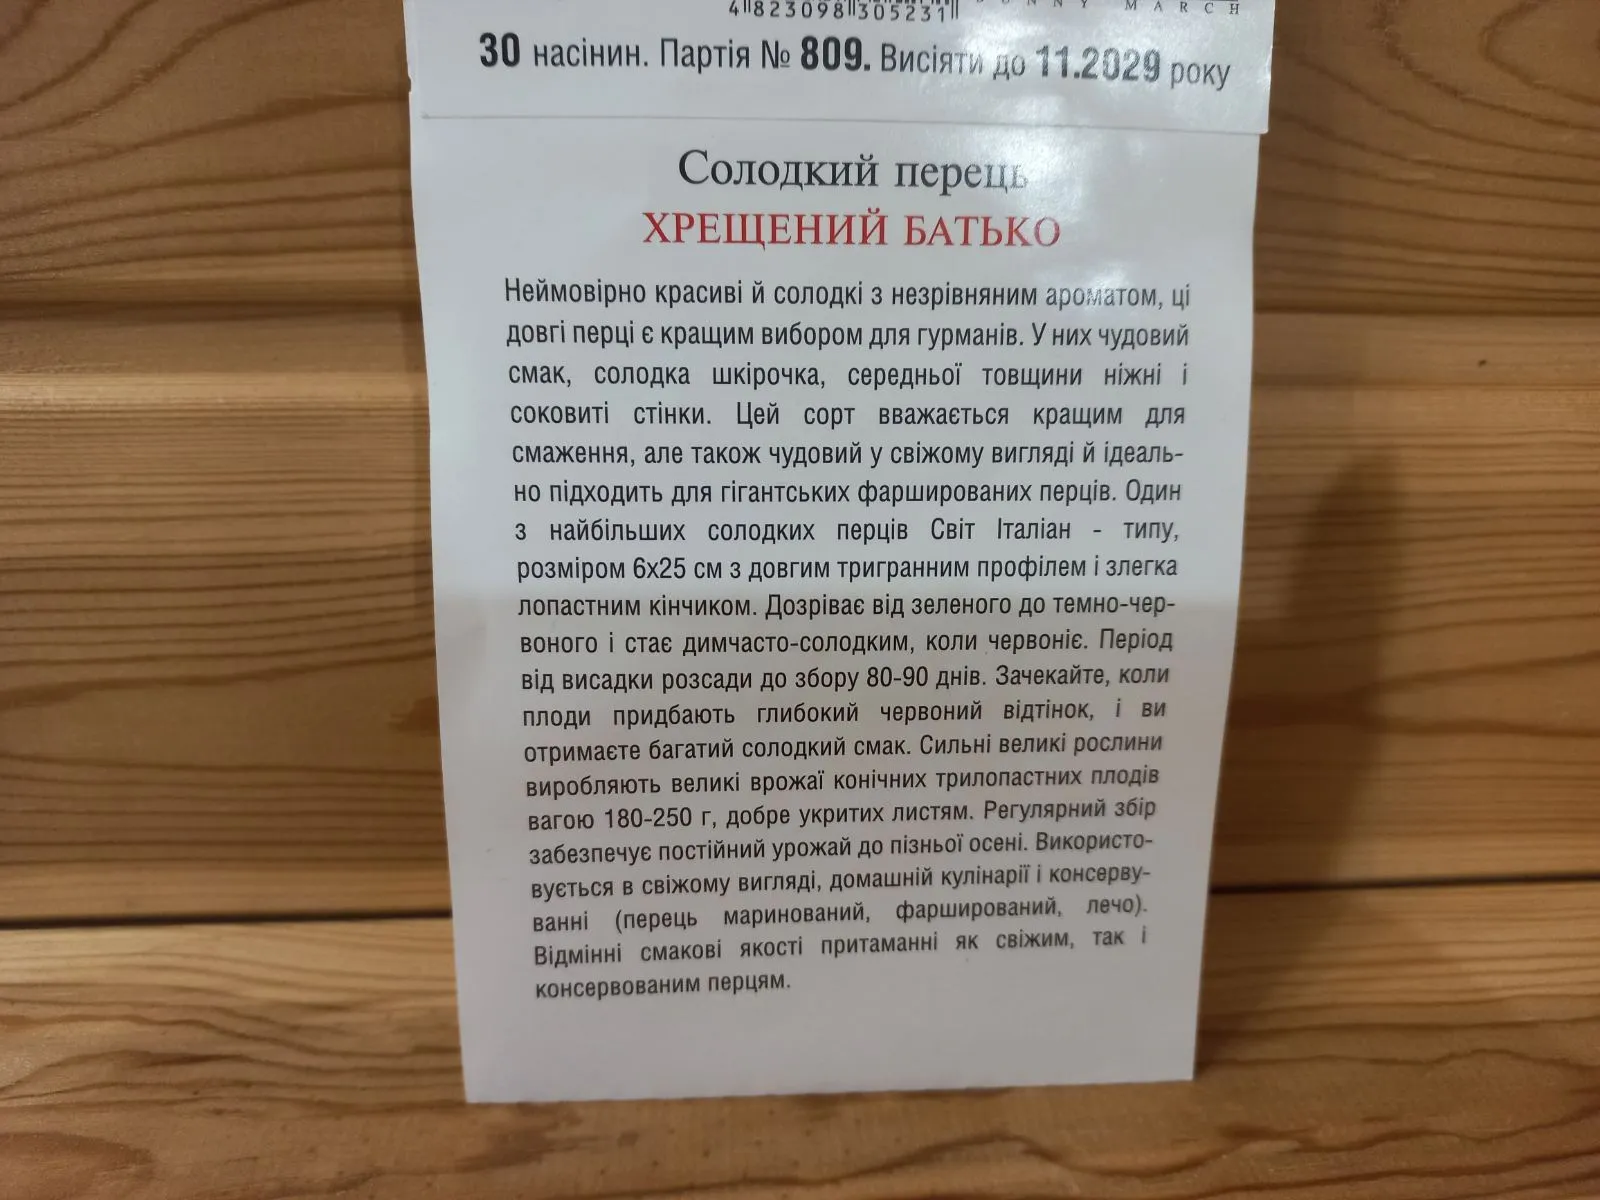 4 823098 305231
SUNNY MARCH
30 насінин. Партія № 809. Висіяти до 11.2029 року
Солодкий перець
ХРЕЩЕНИЙ БАТЬКО
Неймовірно красиві й солодкі з незрівняним ароматом, ці
довгі перці є кращим вибором для гурманів. У них чудовий
смак, солодка шкірочка, середньої товщини ніжні і
соковиті стінки. Цей сорт вважається кращим для
смаження, але також чудовий у свіжому вигляді й ідеаль-
но підходить для гігантських фаршированих перців. Один
з найбільших солодких перців Світ Італіан - типу,
розміром 6х25 см з довгим тригранним профілем і злегка
лопастним кінчиком. Дозріває від зеленого до темно-чер-
воного і стає димчасто-солодким, коли червоніє. Період
від висадки розсади до збору 80-90 днів. Зачекайте, коли
плоди придбають глибокий червоний відтінок, і ви
отримаєте багатий солодкий смак. Сильні великі рослини
виробляють великі врожаї конічних трилопастних плодів
вагою 180-250 г, добре укритих листям. Регулярний збір
забезпечує постійний урожай до пізньої осені. Використо-
вується в свіжому вигляді, домашній кулінарії і консерву-
ванні (перець маринований, фарширований, лечо).
Відмінні смакові якості притаманні як свіжим, так і
консервованим перцям.